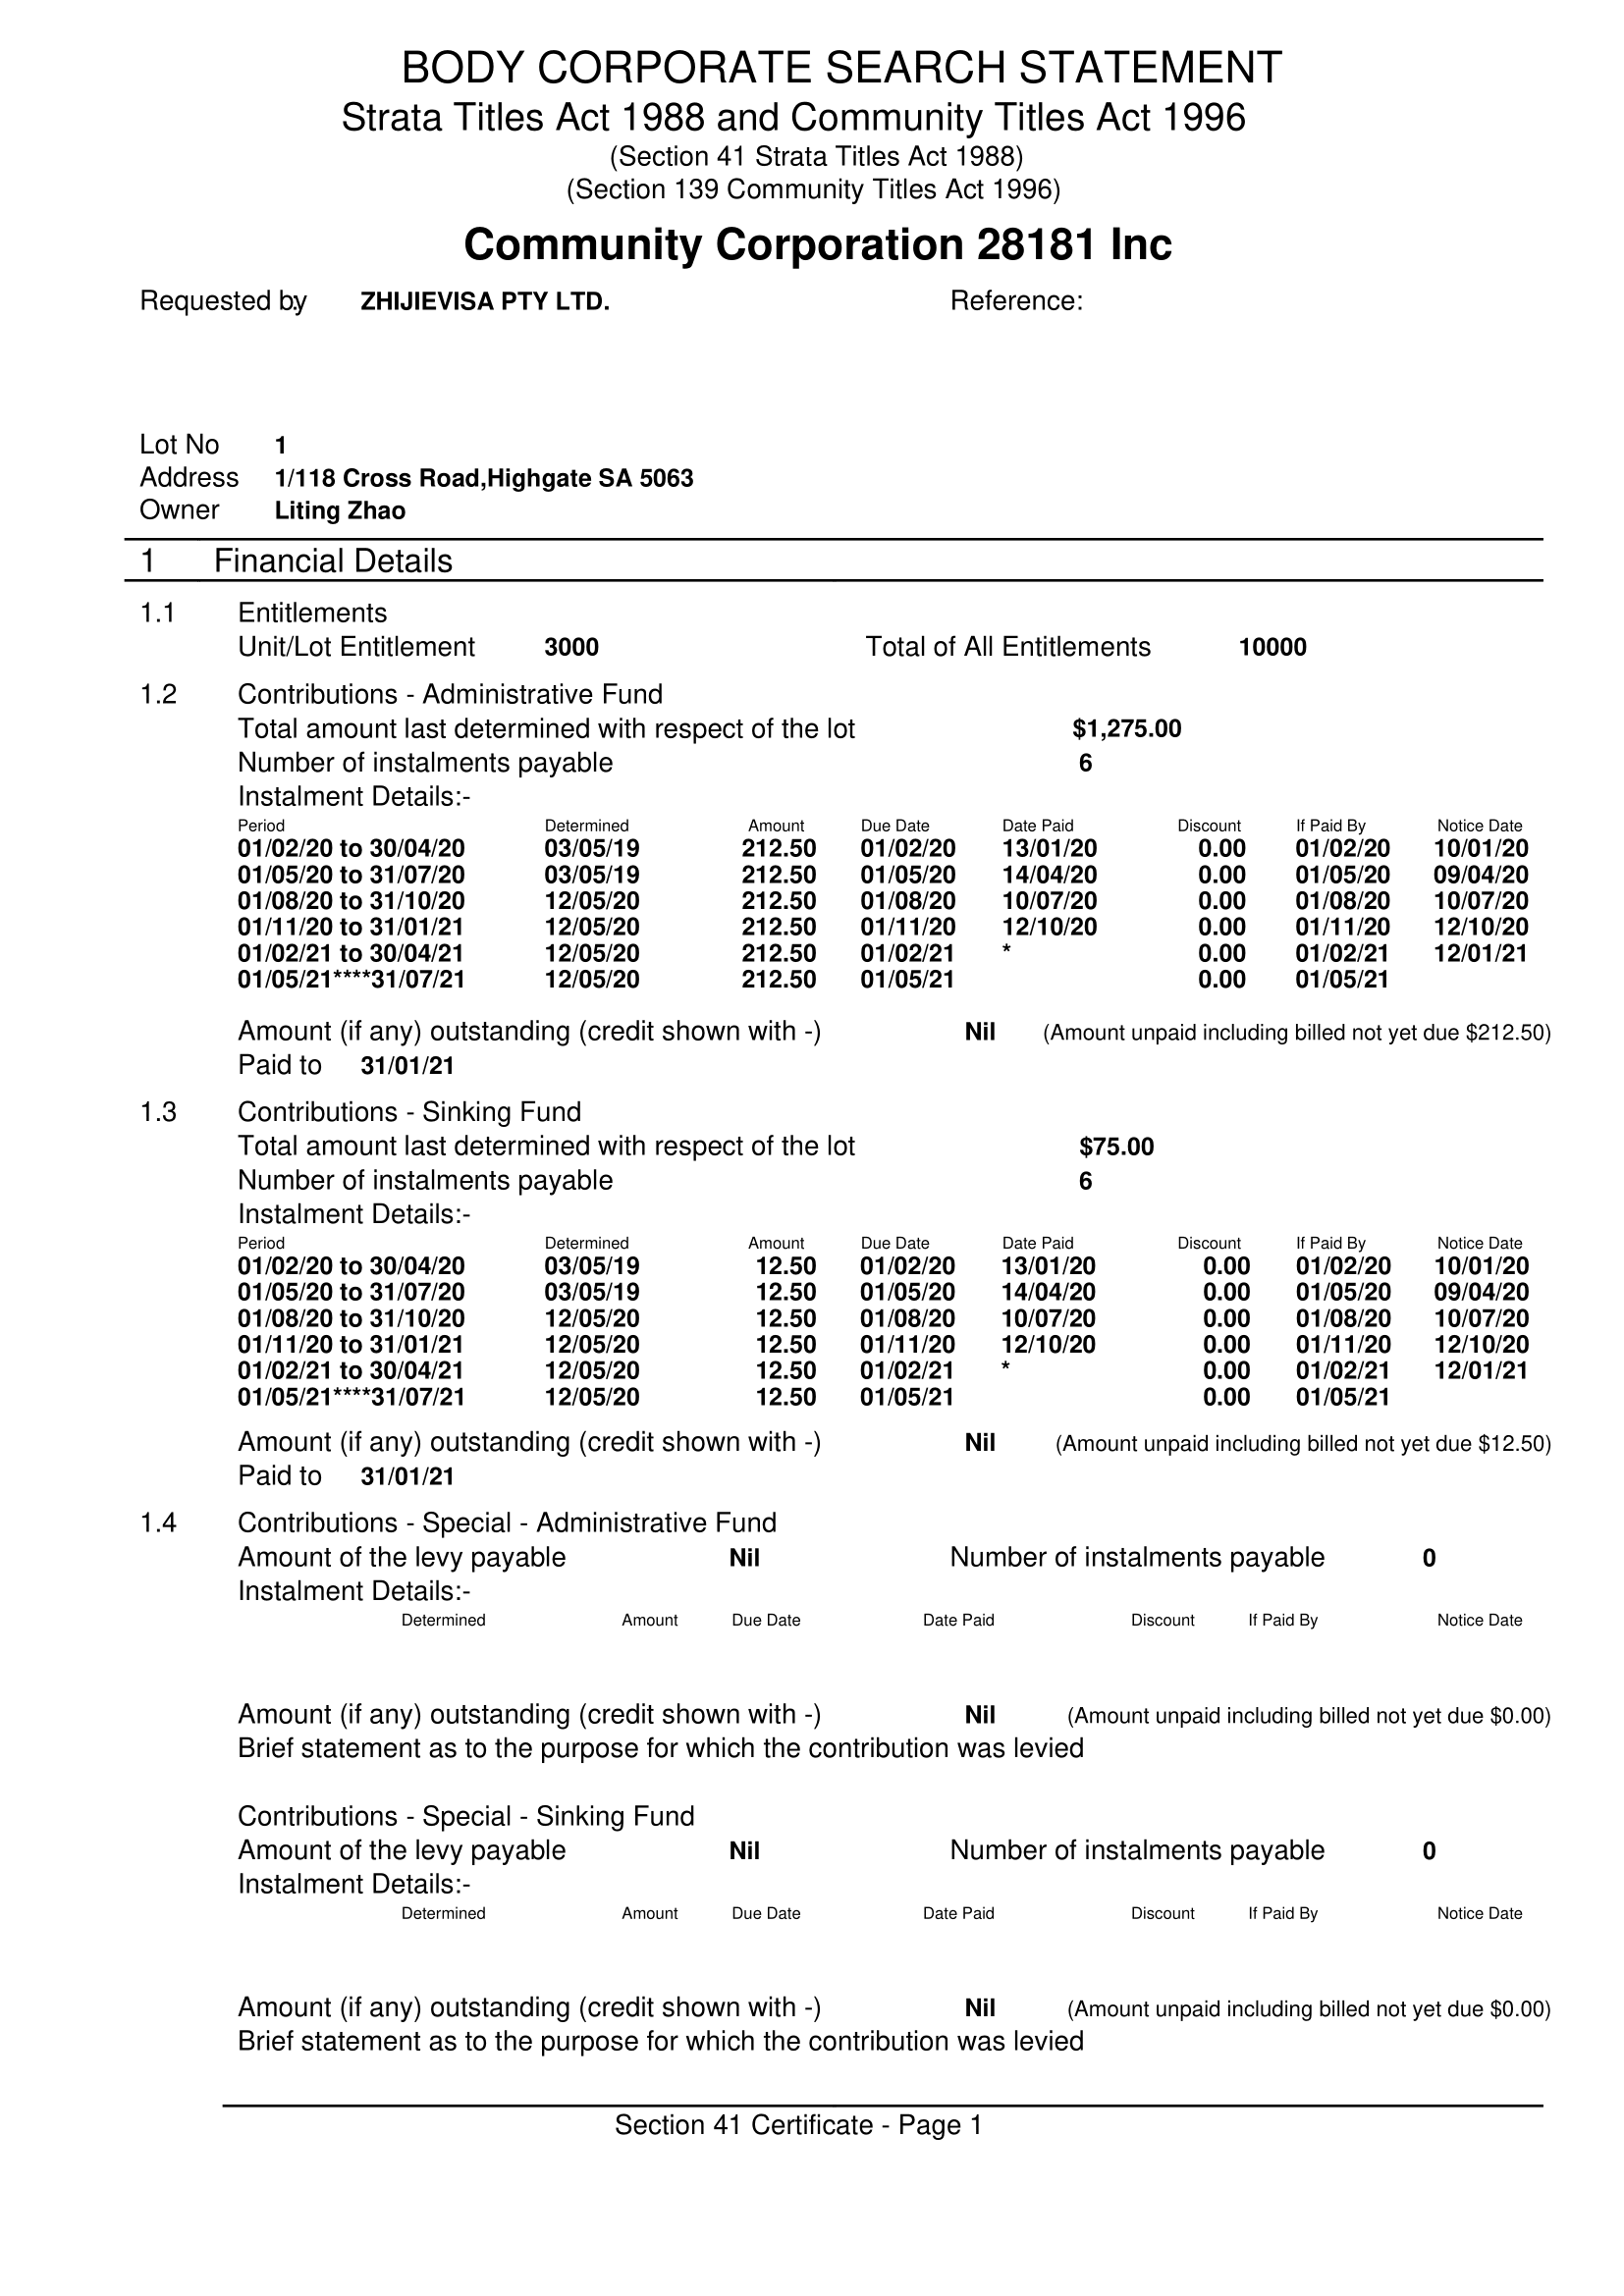 BODY CORPORATE SEARCH STATEMENT
Strata Titles Act 1988 and Community Titles Act 1996
(Section 41 Strata Titles Act 1988)
(Section 139 Community Titles Act 1996)
Community Corporation 28181 Inc
Requested by ZHIJIEVISA PTY LTD. Reference:
Lot No 1
Address 1/118 Cross Road,Highgate SA 5063
Owner Liting Zhao
1 Financial Details
1.1 Entitlements
Unit/Lot Entitlement 3000 Total of All Entitlements 10000
1.2 Contributions - Administrative Fund
Total amount last determined with respect of the lot $1,275.00
Number of instalments payable 6
Instalment Details:-
Period Determined Amount Due Date Date Paid Discount If Paid By Notice Date
01/02/20 to 30/04/20 03/05/19 212.50 01/02/20 13/01/20 0.00 01/02/20 10/01/20
01/05/20 to 31/07/20 03/05/19 212.50 01/05/20 14/04/20 0.00 01/05/20 09/04/20
01/08/20 to 31/10/20 12/05/20 212.50 01/08/20 10/07/20 0.00 01/08/20 10/07/20
01/11/20 to 31/01/21 12/05/20 212.50 01/11/20 12/10/20 0.00 01/11/20 12/10/20
01/02/21 to 30/04/21 12/05/20 212.50 01/02/21 * 0.00 01/02/21 12/01/21
01/05/21****31/07/21 12/05/20 212.50 01/05/21 0.00 01/05/21
Amount (if any) outstanding (credit shown with -) Nil (Amount unpaid including billed not yet due $212.50)
Paid to 31/01/21
1.3 Contributions - Sinking Fund
Total amount last determined with respect of the lot $75.00
Number of instalments payable 6
Instalment Details:-
Period Determined Amount Due Date Date Paid Discount If Paid By Notice Date
01/02/20 to 30/04/20 03/05/19 12.50 01/02/20 13/01/20 0.00 01/02/20 10/01/20
01/05/20 to 31/07/20 03/05/19 12.50 01/05/20 14/04/20 0.00 01/05/20 09/04/20
01/08/20 to 31/10/20 12/05/20 12.50 01/08/20 10/07/20 0.00 01/08/20 10/07/20
01/11/20 to 31/01/21 12/05/20 12.50 01/11/20 12/10/20 0.00 01/11/20 12/10/20
01/02/21 to 30/04/21 12/05/20 12.50 01/02/21 * 0.00 01/02/21 12/01/21
01/05/21****31/07/21 12/05/20 12.50 01/05/21 0.00 01/05/21
Amount (if any) outstanding (credit shown with -) Nil (Amount unpaid including billed not yet due $12.50)
Paid to 31/01/21
1.4 Contributions - Special - Administrative Fund
Amount of the levy payable Nil Number of instalments payable 0
Instalment Details:-
Determined Amount Due Date Date Paid Discount If Paid By Notice Date
Amount (if any) outstanding (credit shown with -) Nil (Amount unpaid including billed not yet due $0.00)
Brief statement as to the purpose for which the contribution was levied
Contributions - Special - Sinking Fund
Amount of the levy payable Nil Number of instalments payable 0
Instalment Details:-
Determined Amount Due Date Date Paid Discount If Paid By Notice Date
Amount (if any) outstanding (credit shown with -) Nil (Amount unpaid including billed not yet due $0.00)
Brief statement as to the purpose for which the contribution was levied
Section 41 Certificate - Page 1